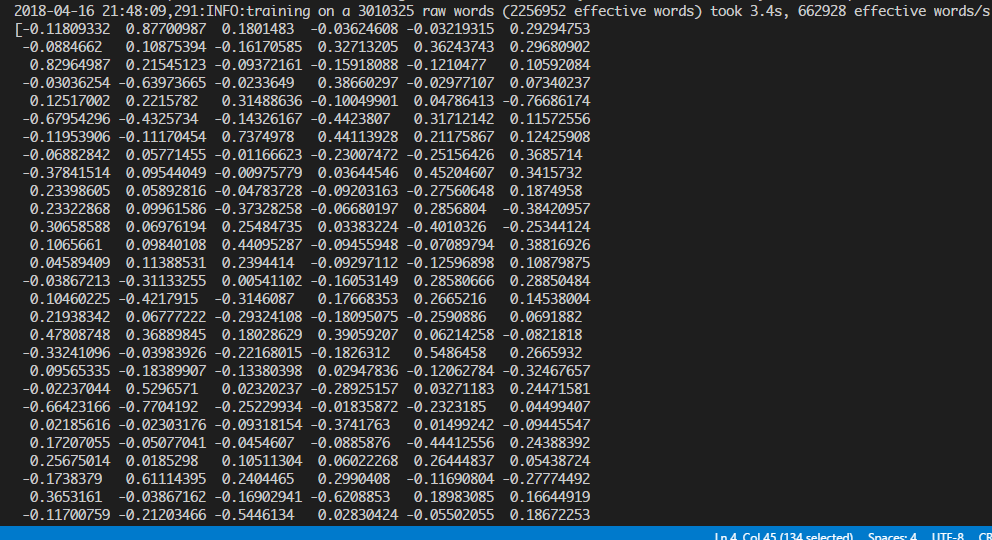 2018-04-16 21:48:09,291:INFO:training on a 3010325 raw words (2256952 effective words) took 3.4s, 662928 effective words/s
[-0.11809332 0.87700987 0.1801483 -0.03624608 -0.03219315 0.29294753
-0.0884662 0.10875394 -0.16170585 0.32713205 0.36243743 0.29680902
0.82964987 0.21545123 -0.09372161 -0.15918088 -0.1210477 0.10592084
-0.03036254 -0.63973665 -0.0233649 0.38660297 -0.02977107 0.07340237
0.12517002 0.2215782 0.31488636 -0.10049901 0.04786413 -0.76686174
-0.67954296 -0.4325734 -0.14326167 -0.4423807 0.31712142 0.11572556
-0.11953906 -0.11170454 0.7374978 0.44113928 0.21175867 0.12425908
-0.06882842 0.05771455 -0.01166623 -0.23007472 -0.25156426 0.3685714
-0.37841514 0.09544049 -0.00975779 0.03644546 0.45204607 0.3415732
0.23398605 0.05892816 -0.04783728 -0.09203163 -0.27560648 0.1874958
0.23322868 0.09961586 -0.37328258 -0.06680197 0.2856804 -0.38420957
0.30658588 0.06976194 0.25484735 0.03383224 -0.4010326 -0.25344124
0.1065661 0.09840108 0.44095287 -0.09455948 -0.07089794 0.38816926
0.04589409 0.11388531 0.2394414 -0.09297112 -0.12596898 0.10879875
-0.03867213 -0.31133255 0.00541102 -0.16053149 0.28580666 0.28850484
0.10460225 -0.4217915 -0.3146087 0.17668353 0.2665216 0.14538004
0.21938342 0.06777222 -0.29324108 -0.18095075 -0.2590886 0.0691882
0.47808748 0.36889845 0.18028629 0.39059207 0.06214258 -0.0821818
-0.33241096 -0.03983926 -0.22168015 -0.1826312 0.5486458 0.2665932
0.09565335 -0.18389907 -0.13380398 0.02947836 -0.12062784 -0.32467657
-0.02237044 0.5296571 0.02320237 -0.28925157 0.03271183 0.24471581
-0.66423166 -0.7704192 -0.25229934 -0.01835872 -0.2323185 0.04499407
0.02185616 -0.02303176 -0.09318154 -0.3741763 0.01499242 -0.09445547
0.17207055 -0.05077041 -0.0454607 -0.0885876 -0.44412556 0.24388392
0.25675014 0.0185298 0.10511304 0.06022268 0.26444837 0.05438724
-0.1738379 0.61114395 0.2404465 0.2990408 -0.11690804 -0.27774492
0.3653161 -0.03867162 -0.16902941 -0.6208853 0.18983085 0.16644919
-0.11700759 -0.21203466 -0.5446134 0.02830424 -0.05502055 0.18672253
Ln 4, Col 45 (134 selected) Spaces: 4 UTF-8 CR